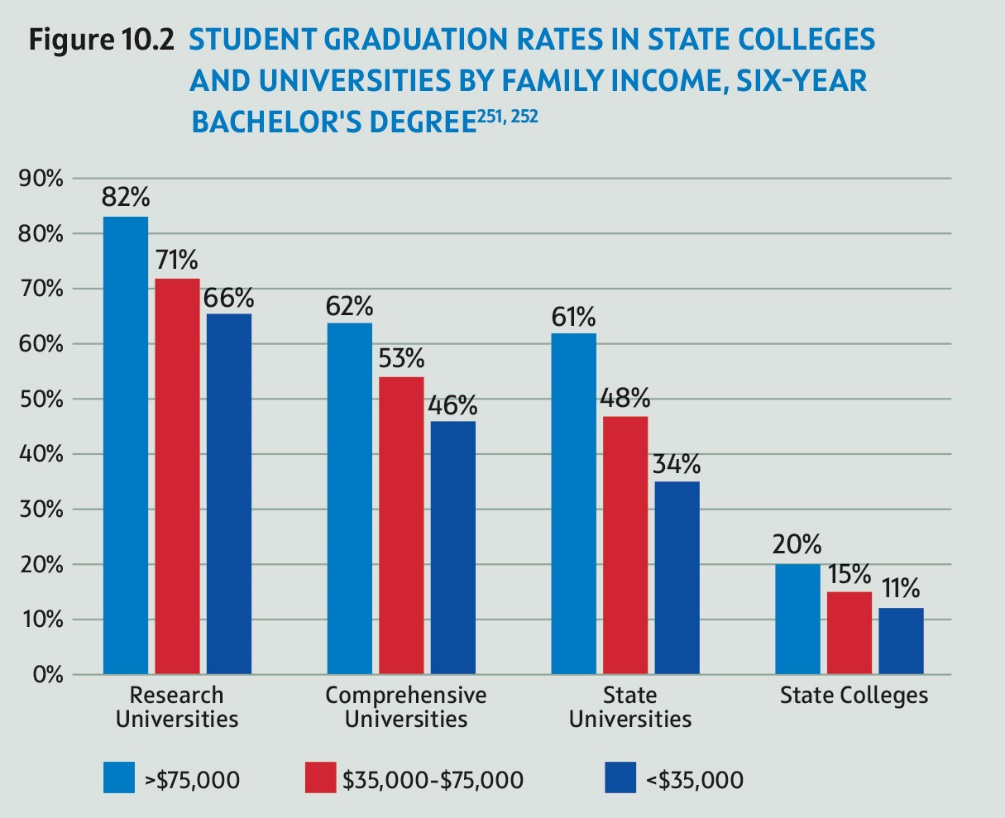 Figure 10.2 STUDENT GRADUATION RATES IN STATE COLLEGES
AND UNIVERSITIES BY FAMILY INCOME, SIX-YEAR
BACHELOR'S DEGREE251, 252
90%
80%
70%
60%
50%
40%
30%
20%
10%
0%
82%
71%
66%
62%
53%
46%
61%
48%
34%
20%
15%
11%
Research
Universities
Comprehensive
Universities
State
Universities
State Colleges
>$75,000
$35,000-$75,000
<$35,000